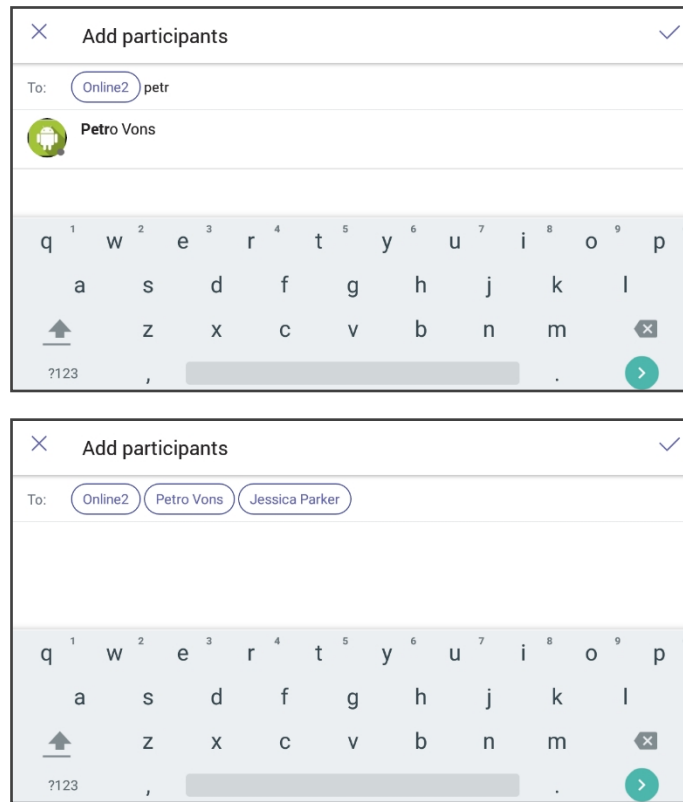 Add participants
To: Online2 petr
Petro Vons
q 1 w 2 e 3 r 4 t 5 y 6 u 7 i 8 o 9 p
a s d f g h j k l
z x c v b n m
?123 , .
Add participants
To: Online2 Petro Vons Jessica Parker
q 1 w 2 e 3 r 4 t 5 y 6 u 7 i 8 o 9 p
a s d f g h j k l
z x c v b n m
?123 , .